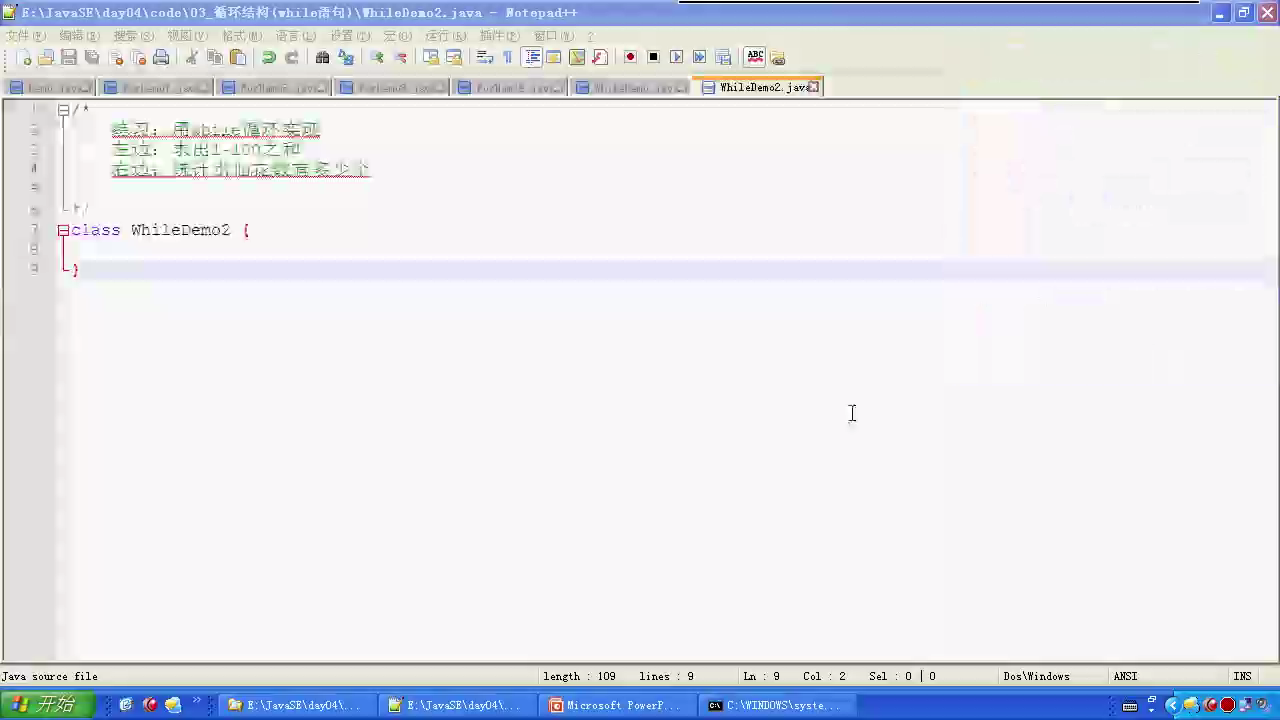 E:\JavaSE\day04\code\03_循环结构(while语句)\WhileDemo2.java - Notepad++
文件(F) 编辑(E) 搜索(S) 视图(V) 格式(M) 语言(L) 设置(T) 宏(O) 运行(R) 插件(P) 窗口(W) ?
WhileDemo.java WhileDemo2.java
1 /*
2 练习：用while循环实现
3 左边：求出1-100之和
4 右边：统计水仙花数有多少个
5
6 */
7 class WhileDemo2 {
8
9 }
Java source file length : 109 lines : 9 Ln : 9 Col : 2 Sel : 0 | 0 Dos\Windows ANSI INS
开始 E:\JavaSE\day04\... E:\JavaSE\day04\... Microsoft PowerP... C:\WINDOWS\syste...